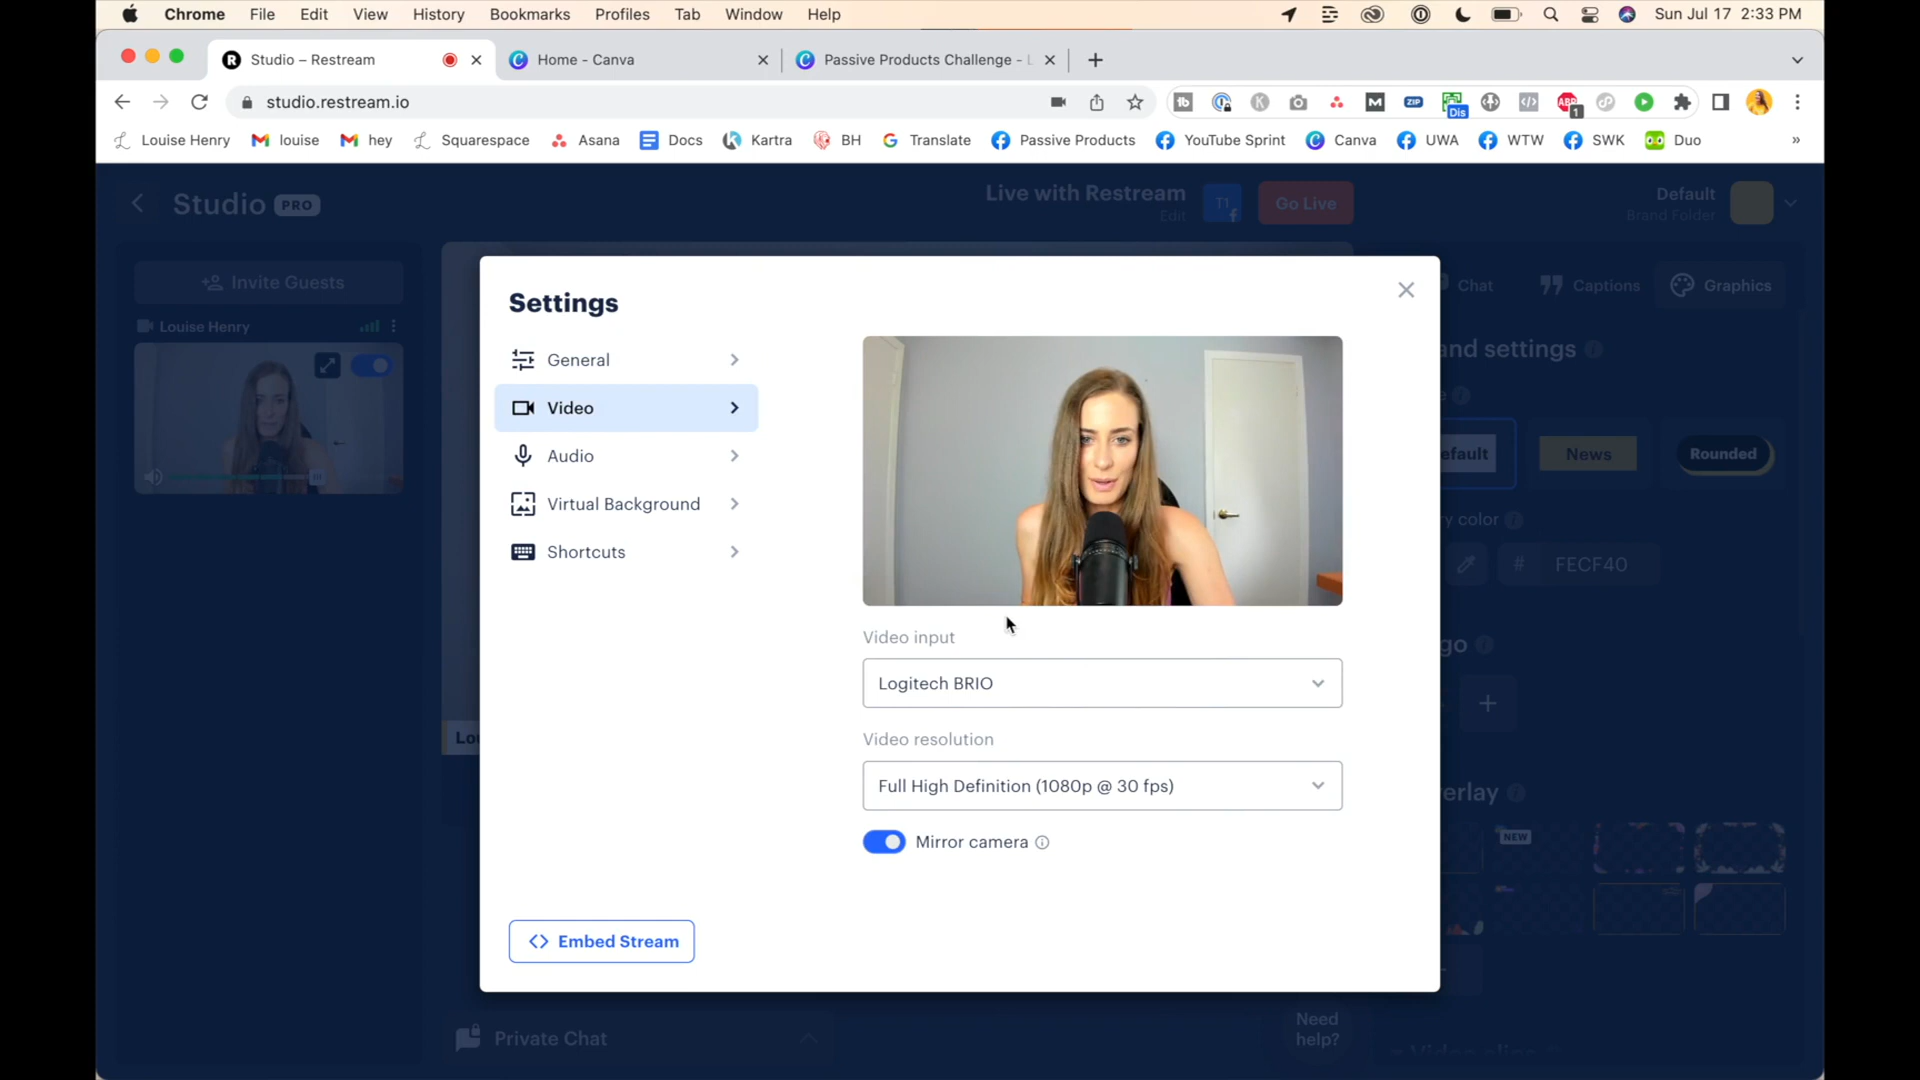 Chrome File Edit View History Bookmarks Profiles Tab Window Help Sun Jul 17 2:33 PM
Studio – Restream Home - Canva Passive Products Challenge - L
studio.restream.io
Louise Henry louise hey Squarespace Asana Docs Kartra BH Translate Passive Products YouTube Sprint Canva UWA WTW SWK Duo »
Studio PRO Live with Restream T1 Go Live Default
Edit Brand Folder
Invite Guests Chat Captions Graphics
Louise Henry
Settings
General
Video
Audio
Virtual Background
Shortcuts
Video input
Logitech BRIO
Video resolution
Full High Definition (1080p @ 30 fps)
Mirror camera
Embed Stream
and settings
efault News Rounded
y color
# FECF40
go
erlay
NEW
Lou
Private Chat
Need
help?